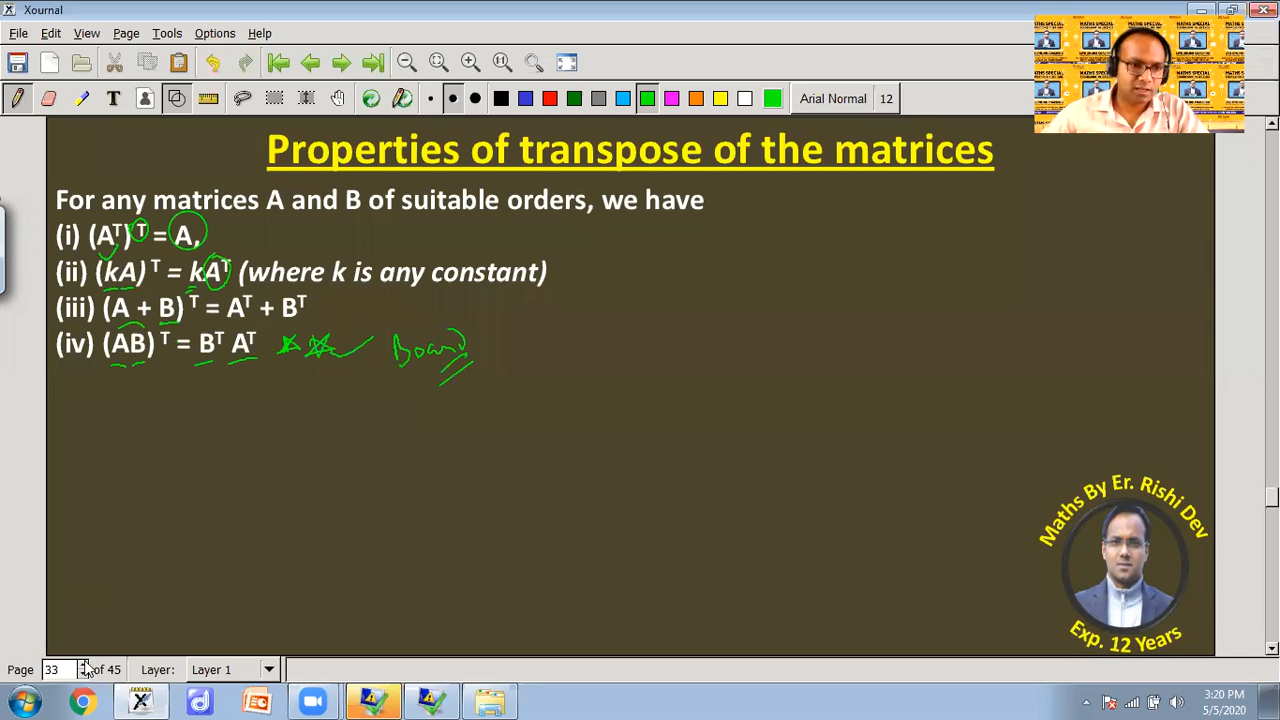 Xournal
File Edit View Page Tools Options Help
Arial Normal 12
Properties of transpose of the matrices
For any matrices A and B of suitable orders, we have
(i) (Aᵀ)ᵀ = A,
(ii) (kA)ᵀ = kAᵀ (where k is any constant)
(iii) (A + B)ᵀ = Aᵀ + Bᵀ
(iv) (AB)ᵀ = Bᵀ Aᵀ Board
Maths By Er. Rishi Dev
Exp. 12 Years
Page 33 of 45 Layer: Layer 1
3:20 PM
5/5/2020